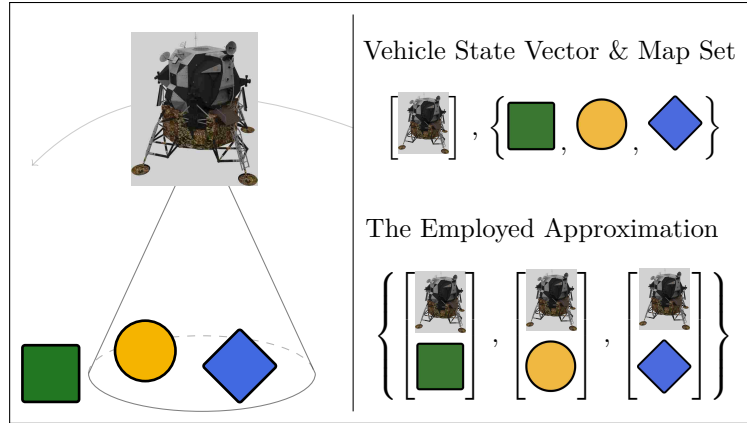 Vehicle State Vector & Map Set
[ ] , { , , }
The Employed Approximation
{ [ ] , [ ] , [ ] }